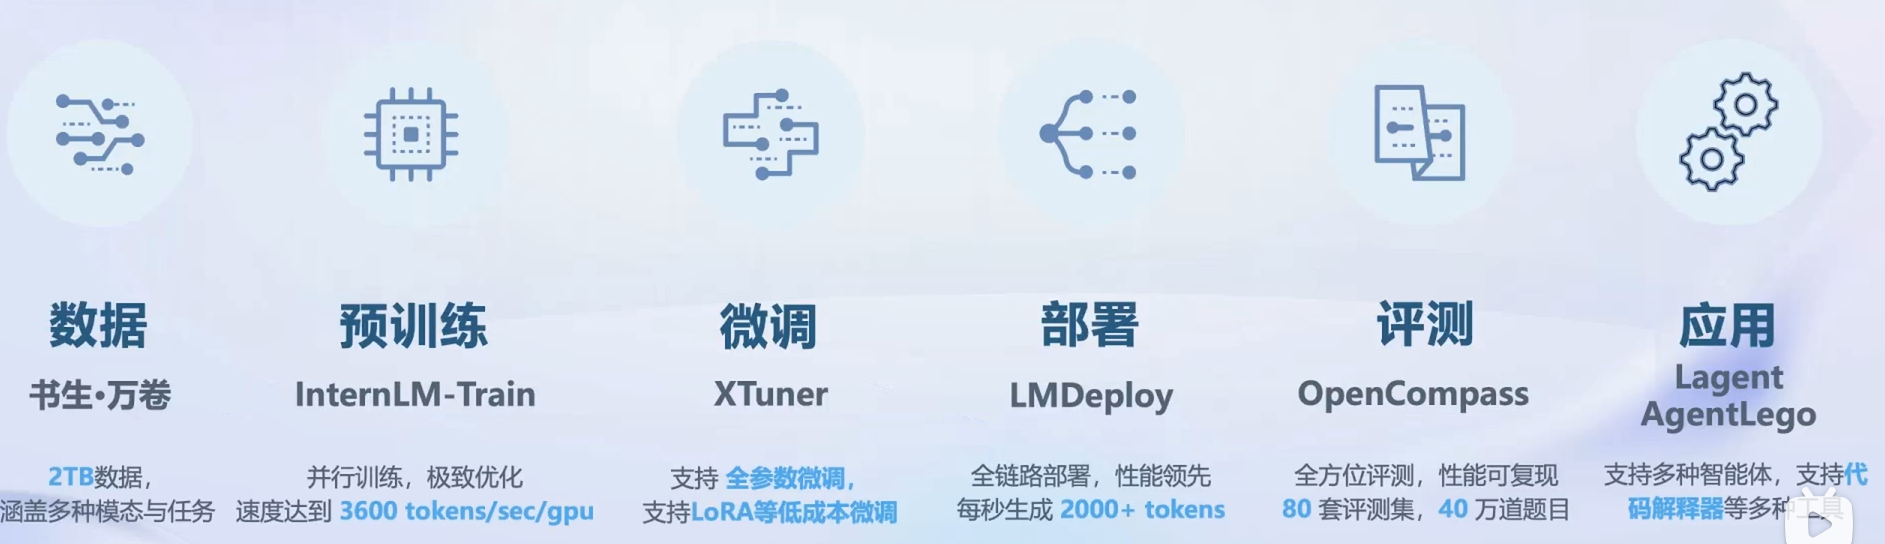 数据
书生·万卷
2TB数据，
涵盖多种模态与任务
预训练
InternLM-Train
并行训练，极致优化
速度达到 3600 tokens/sec/gpu
微调
XTuner
支持 全参数微调，
支持LoRA等低成本微调
部署
LMDeploy
全链路部署，性能领先
每秒生成 2000+ tokens
评测
OpenCompass
全方位评测，性能可复现
80 套评测集，40 万道题目
应用
Lagent
AgentLego
支持多种智能体，支持代
码解释器等多种工具